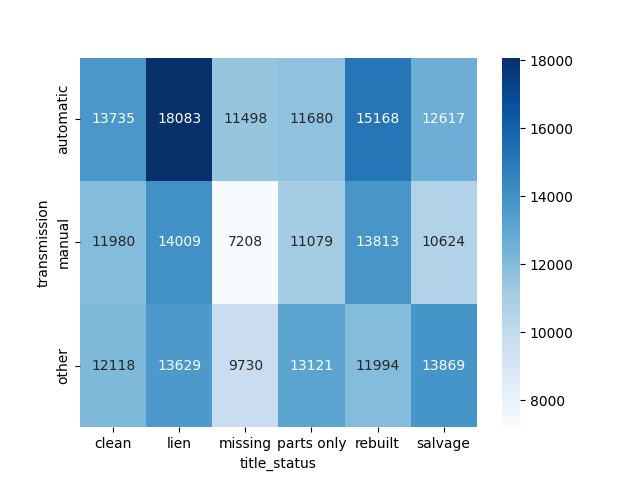 automatic 13735 18083 11498 11680 15168 12617
manual 11980 14009 7208 11079 13813 10624
other 12118 13629 9730 13121 11994 13869
transmission
clean lien missing parts only rebuilt salvage
title_status
18000
16000
14000
12000
10000
8000